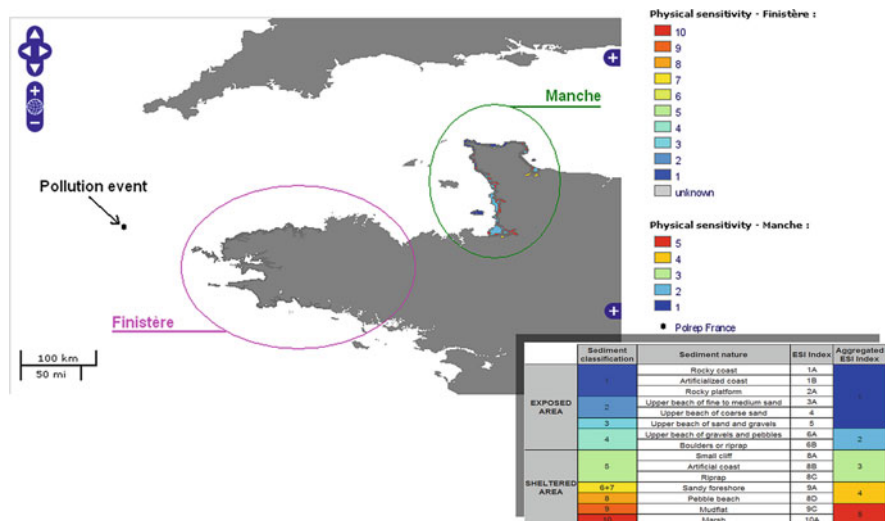 Physical sensitivity - Finistère :
10
9
8
7
6
5
4
3
2
1
unknown
Manche
Pollution event
Finistère
100 km
50 mi
Physical sensitivity - Manche :
5
4
3
2
1
Polrep France
Sediment classification Sediment nature ESI Index Aggregated ESI Index
EXPOSED AREA
1 Rocky coast 1A 1
Artificialized coast 1B
Rocky platform 2A
2 Upper beach of fine to medium sand 3A
Upper beach of coarse sand 4
3 Upper beach of sand and gravels 5
4 Upper beach of gravels and pebbles 6A 2
Boulders or riprap 6B
SHELTERED AREA
5 Small cliff 8A 3
Artificial coast 8B
Riprap 8C
6+7 Sandy foreshore 9A 4
8 Pebble beach 8D
9 Mudflat 9C 5
10 Marsh 10A